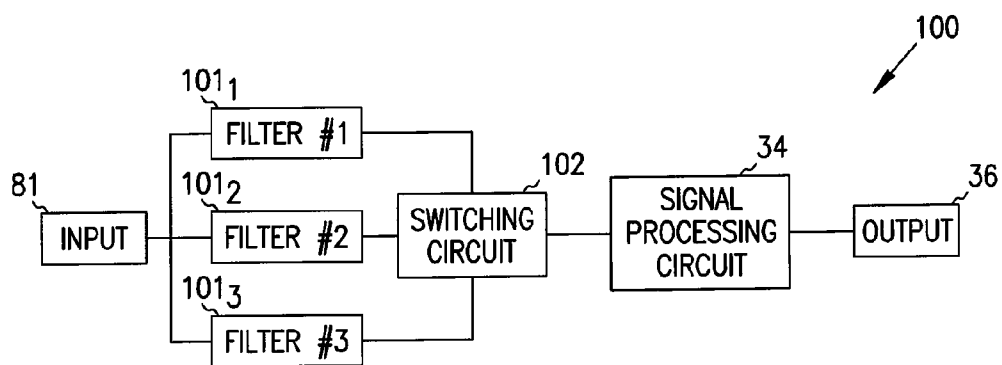 100
101₁
FILTER #1
81
INPUT
101₂
FILTER #2
102
SWITCHING
CIRCUIT
34
SIGNAL
PROCESSING
CIRCUIT
36
OUTPUT
101₃
FILTER #3